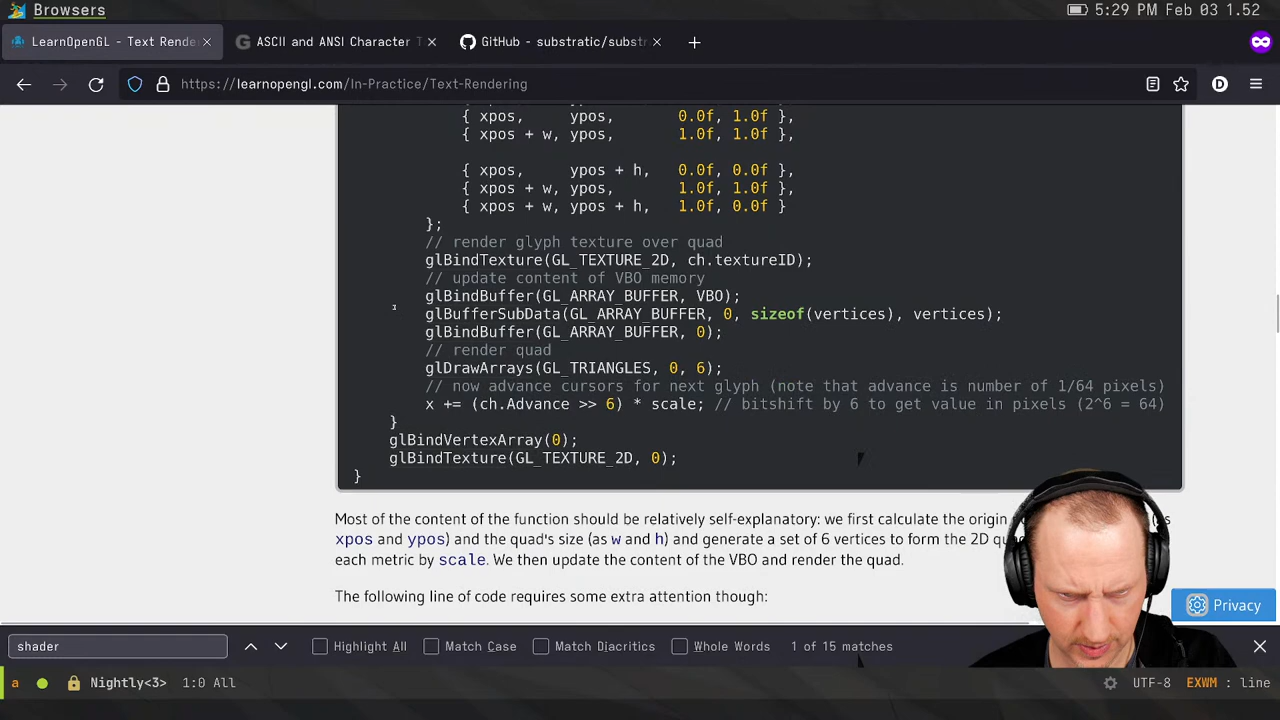 Browsers
5:29 PM Feb 03 1.52
LearnOpenGL - Text Rende
ASCII and ANSI Character T
GitHub - substratic/subst
https://learnopengl.com/In-Practice/Text-Rendering
D
{ xpos, ypos, 0.0f, 1.0f },
{ xpos + w, ypos, 1.0f, 1.0f },
{ xpos, ypos + h, 0.0f, 0.0f },
{ xpos + w, ypos, 1.0f, 1.0f },
{ xpos + w, ypos + h, 1.0f, 0.0f }
};
// render glyph texture over quad
glBindTexture(GL_TEXTURE_2D, ch.textureID);
// update content of VBO memory
glBindBuffer(GL_ARRAY_BUFFER, VBO);
glBufferSubData(GL_ARRAY_BUFFER, 0, sizeof(vertices), vertices);
glBindBuffer(GL_ARRAY_BUFFER, 0);
// render quad
glDrawArrays(GL_TRIANGLES, 0, 6);
// now advance cursors for next glyph (note that advance is number of 1/64 pixels)
x += (ch.Advance >> 6) * scale; // bitshift by 6 to get value in pixels (2^6 = 64)
}
glBindVertexArray(0);
glBindTexture(GL_TEXTURE_2D, 0);
}
Most of the content of the function should be relatively self-explanatory: we first calculate the origin
xpos and ypos) and the quad's size (as w and h) and generate a set of 6 vertices to form the 2D
each metric by scale. We then update the content of the VBO and render the quad.
The following line of code requires some extra attention though:
Privacy
shader
Highlight All
Match Case
Match Diacritics
Whole Words
1 of 15 matches
a
Nightly<3> 1:0 All
UTF-8 EXWM : line